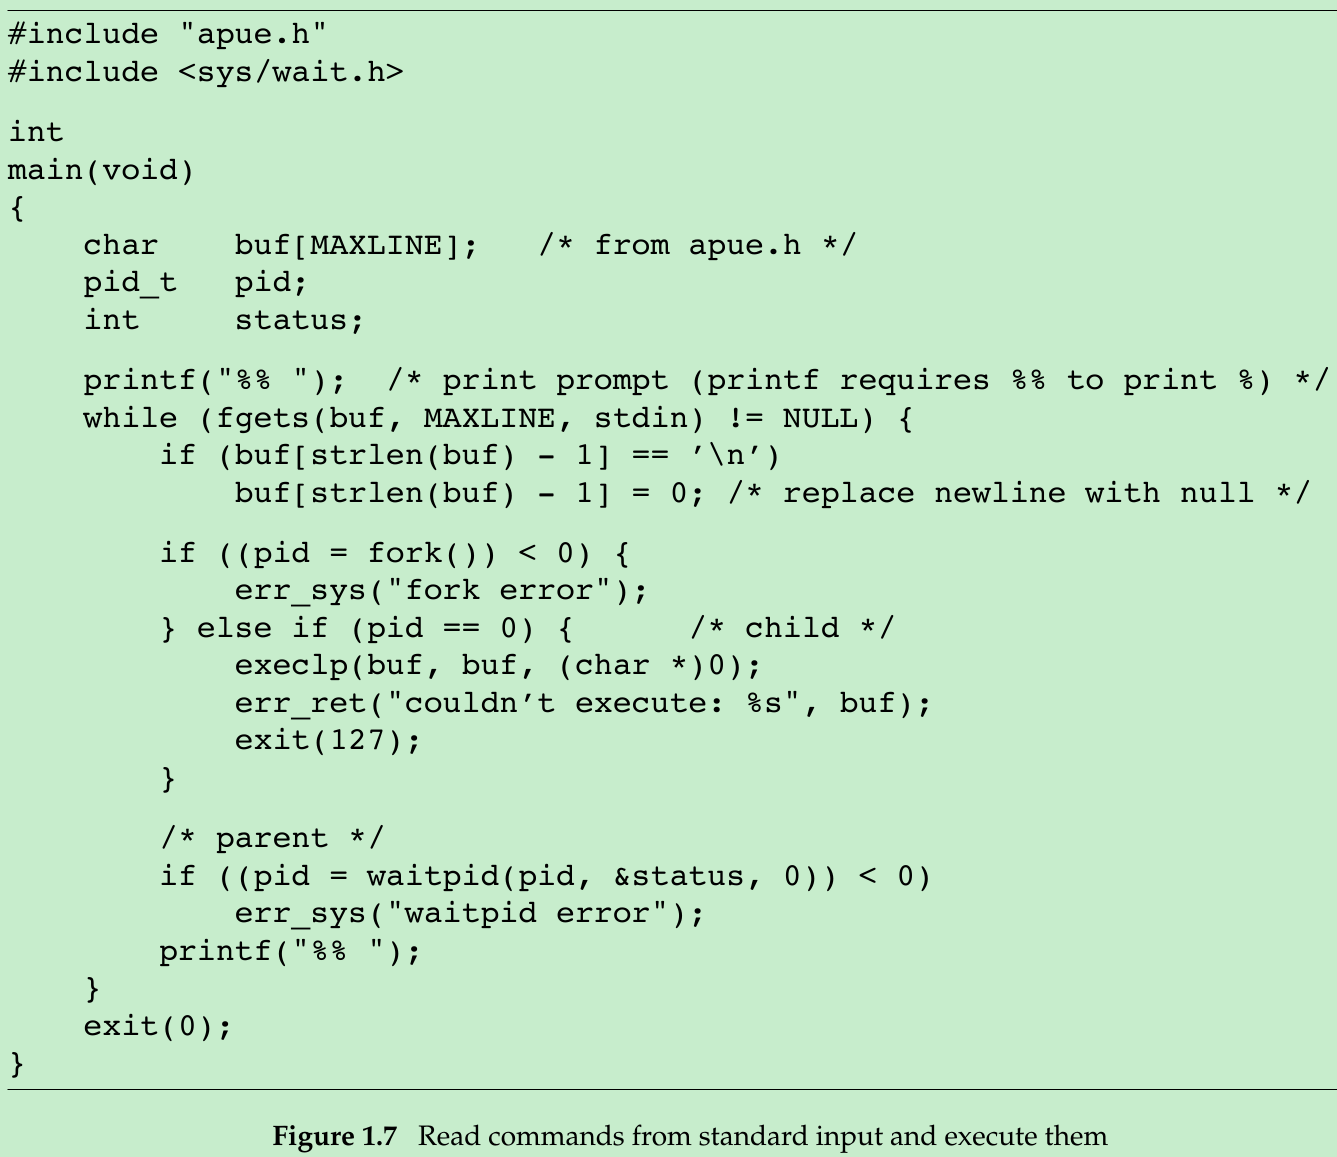 #include "apue.h"
#include <sys/wait.h>
int
main(void)
{
    char    buf[MAXLINE];   /* from apue.h */
    pid_t   pid;
    int     status;
    printf("%% ");  /* print prompt (printf requires %% to print %) */
    while (fgets(buf, MAXLINE, stdin) != NULL) {
        if (buf[strlen(buf) - 1] == ’\n’)
            buf[strlen(buf) - 1] = 0; /* replace newline with null */
        if ((pid = fork()) < 0) {
            err_sys("fork error");
        } else if (pid == 0) {      /* child */
            execlp(buf, buf, (char *)0);
            err_ret("couldn’t execute: %s", buf);
            exit(127);
        }
        /* parent */
        if ((pid = waitpid(pid, &status, 0)) < 0)
            err_sys("waitpid error");
        printf("%% ");
    }
    exit(0);
}
Figure 1.7 Read commands from standard input and execute them